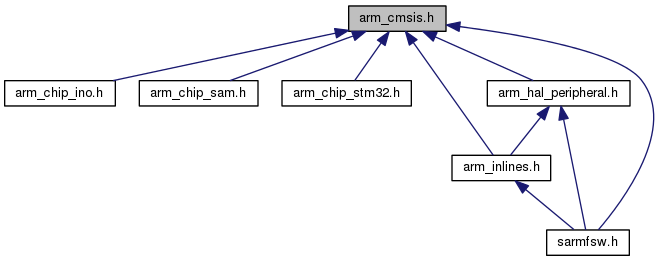 arm_cmsis.h
arm_chip_ino.h
arm_chip_sam.h
arm_chip_stm32.h
arm_hal_peripheral.h
arm_inlines.h
sarmfsw.h